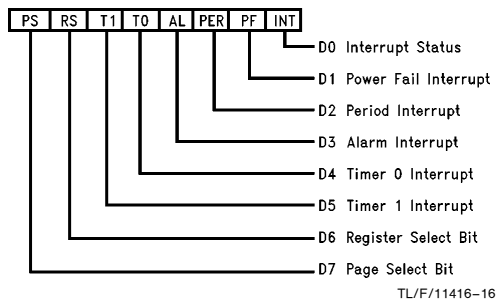 PS RS T1 T0 AL PER PF INT
D0 Interrupt Status
D1 Power Fail Interrupt
D2 Period Interrupt
D3 Alarm Interrupt
D4 Timer 0 Interrupt
D5 Timer 1 Interrupt
D6 Register Select Bit
D7 Page Select Bit
TL/F/11416–16